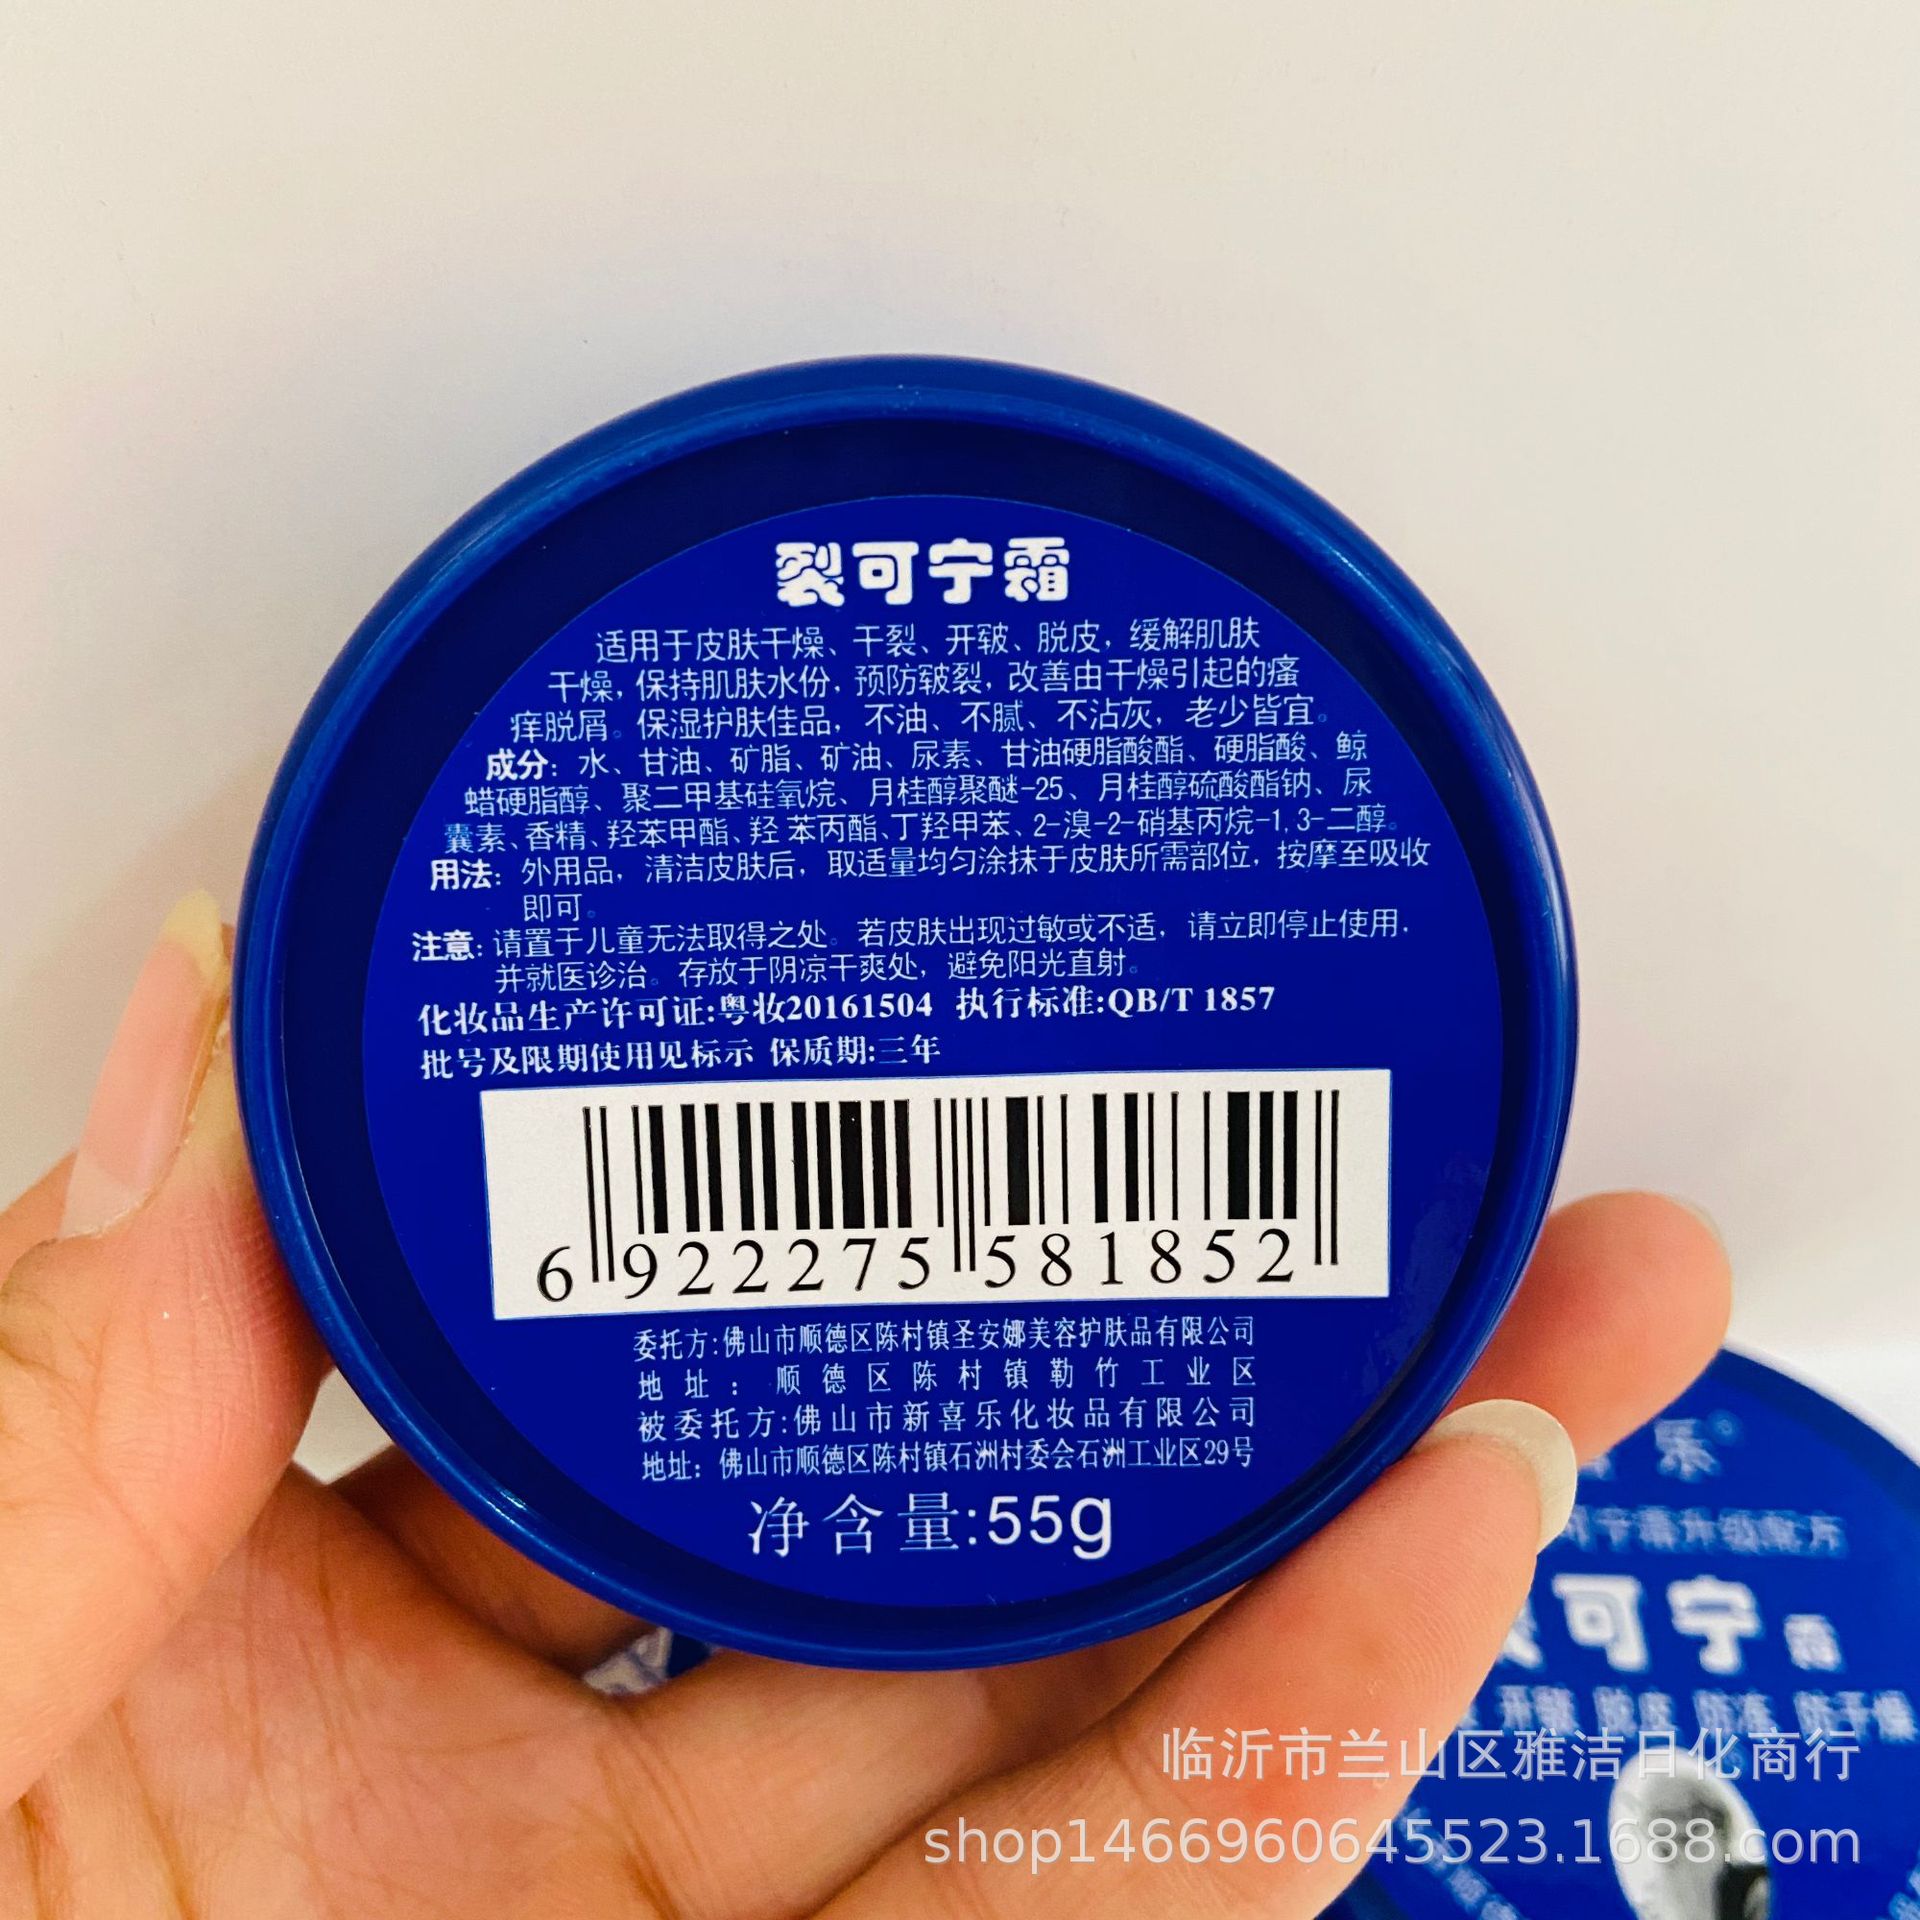 裂可宁霜
适用于皮肤干燥、干裂、开皲、脱皮，缓解肌肤
干燥，保持肌肤水份，预防皲裂，改善由干燥引起的瘙
痒脱屑。保湿护肤佳品，不油、不腻、不沾灰，老少皆宜。
成分：水、甘油、矿脂、矿油、尿素、甘油硬脂酸酯、硬脂酸、鲸
蜡硬脂醇、聚二甲基硅氧烷、月桂醇聚醚-25、月桂醇硫酸酯钠、尿
囊素、香精、羟苯甲酯、羟苯丙酯、丁羟甲苯、2-溴-2-硝基丙烷-1,3-二醇。
用法：外用品，清洁皮肤后，取适量均匀涂抹于皮肤所需部位，按摩至吸收
即可。
注意：请置于儿童无法取得之处。若皮肤出现过敏或不适，请立即停止使用，
并就医诊治。存放于阴凉干爽处，避免阳光直射。
化妆品生产许可证:粤妆20161504 执行标准:QB/T 1857
批号及限期使用见标示 保质期:三年
6 922275 581852
委托方:佛山市顺德区陈村镇圣安娜美容护肤品有限公司
地址：顺德区陈村镇勒竹工业区
被委托方:佛山市新喜乐化妆品有限公司
地址：佛山市顺德区陈村镇石洲村委会石洲工业区29号
净含量:55g
乐®
可宁霜升级配方
可宁霜
开皲 脱皮 防冻 防干燥
临沂市兰山区雅洁日化商行
shop1466960645523.1688.com